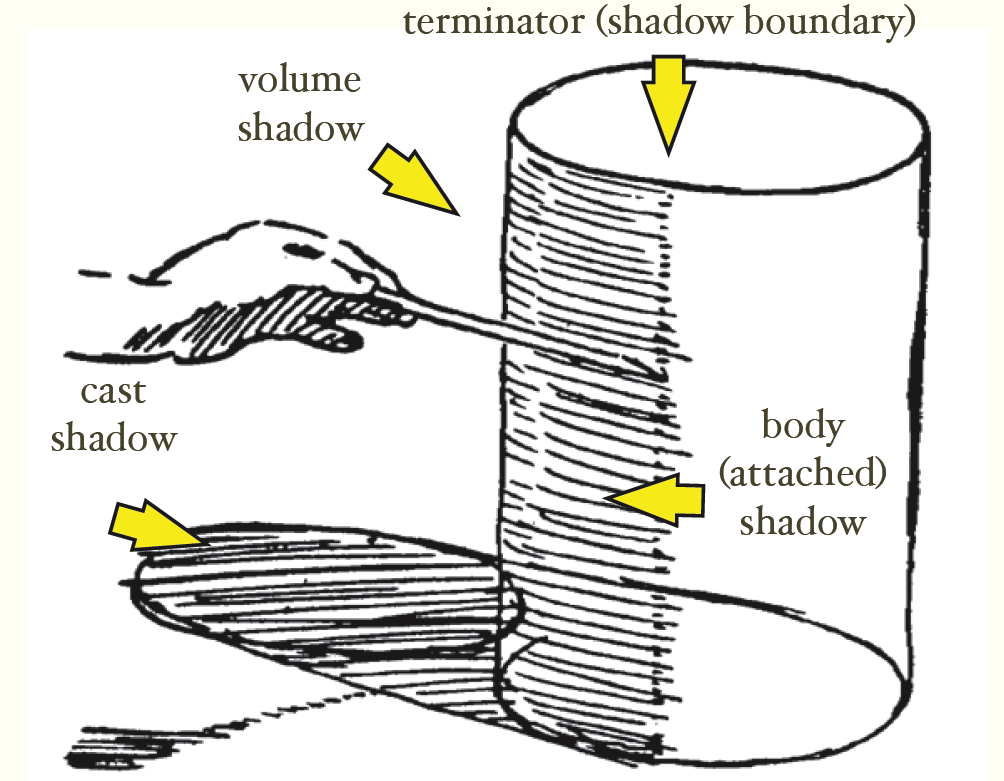 terminator (shadow boundary)
volume
shadow
cast
shadow
body
(attached)
shadow